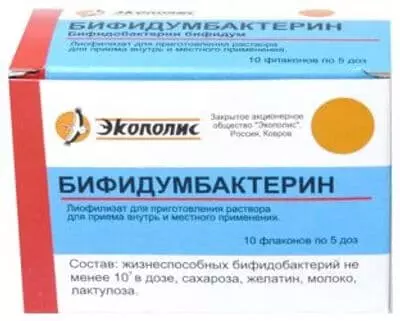 БИФИДУМБАКТЕРИН
Бифидобактерии бифидум
Лиофилизат для приготовления раствора
для приема внутрь и местного применения.
10 флаконов по 5 доз
ЭКОПОЛИС
Закрытое акционерное
общество "Экополис".
Россия, Ковров
БИФИДУМБАКТЕРИН
Лиофилизат для приготовления раствора
для приема внутрь и местного применения.
10 флаконов по 5 доз
Состав: жизнеспособных бифидобактерий не
менее 10⁷ в дозе, сахароза, желатин, молоко,
лактулоза.